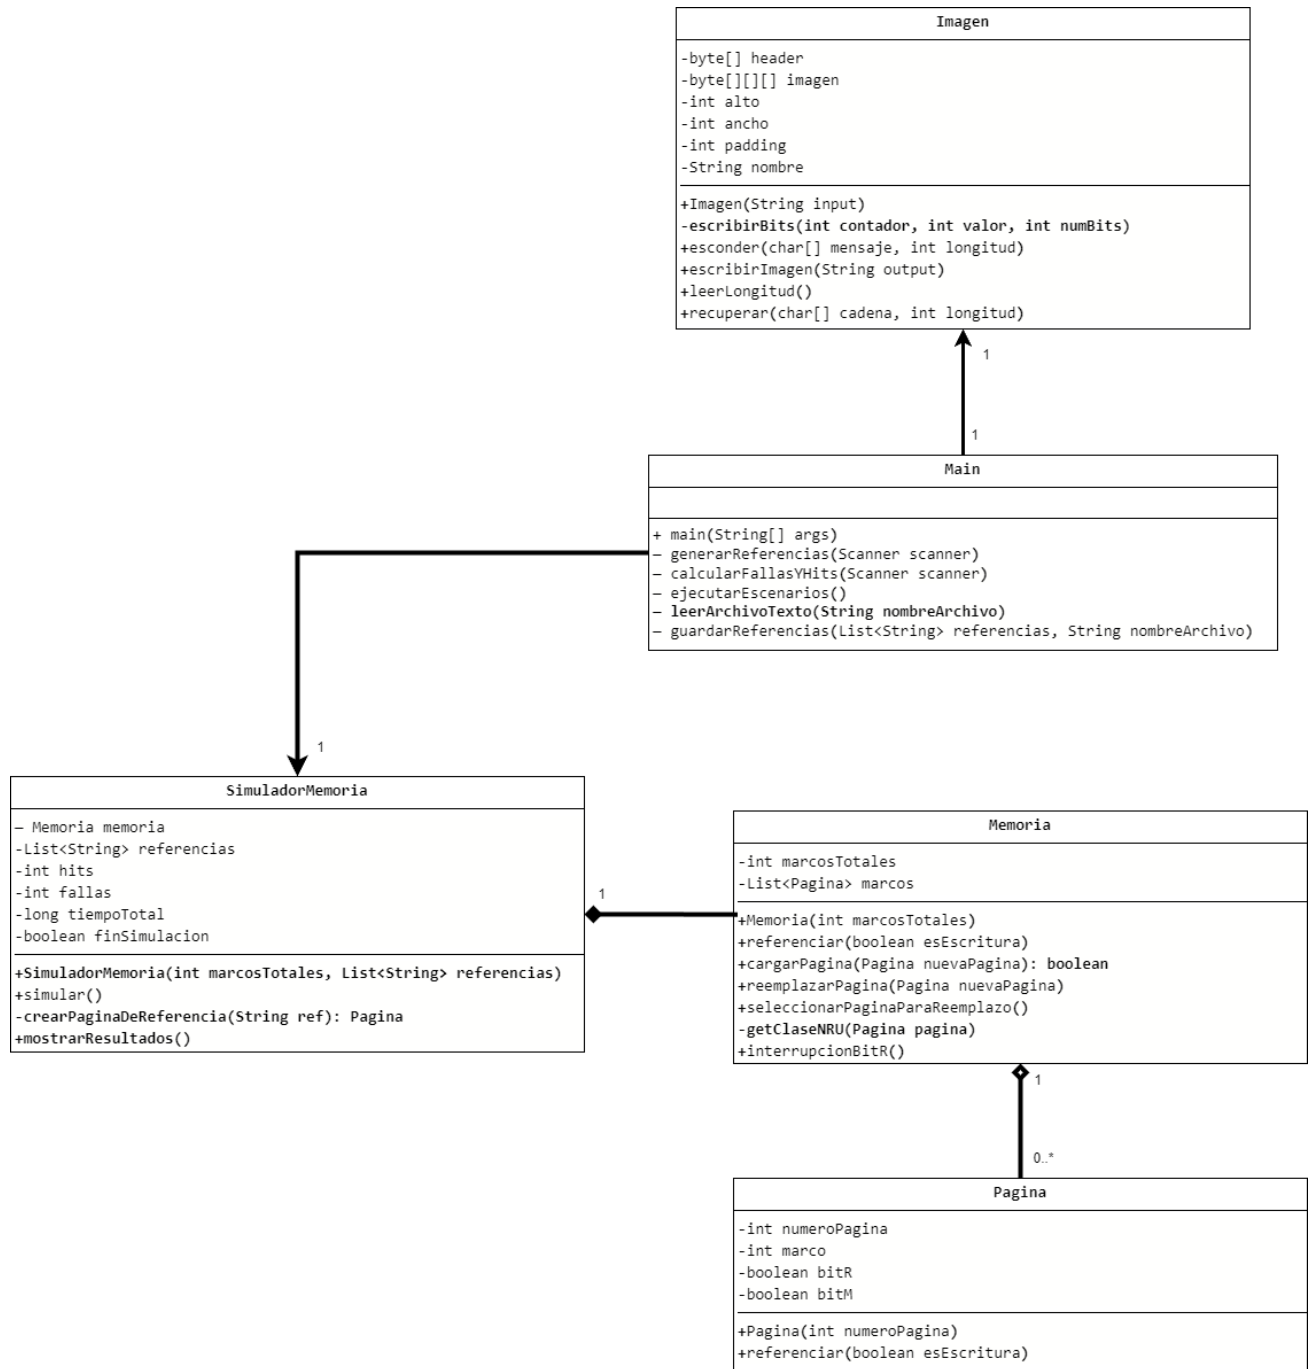 Imagen
-byte[] header
-byte[][][] imagen
-int alto
-int ancho
-int padding
-String nombre
+Imagen(String input)
-escribirBits(int contador, int valor, int numBits)
+esconder(char[] mensaje, int longitud)
+escribirImagen(String output)
+leerLongitud()
+recuperar(char[] cadena, int longitud)
1
1
Main
+ main(String[] args)
– generarReferencias(Scanner scanner)
– calcularFallasYHits(Scanner scanner)
– ejecutarEscenarios()
– leerArchivoTexto(String nombreArchivo)
– guardarReferencias(List<String> referencias, String nombreArchivo)
1
SimuladorMemoria
– Memoria memoria
-List<String> referencias
-int hits
-int fallas
-long tiempoTotal
-boolean finSimulacion
+SimuladorMemoria(int marcosTotales, List<String> referencias)
+simular()
-crearPaginaDeReferencia(String ref): Pagina
+mostrarResultados()
1
Memoria
-int marcosTotales
-List<Pagina> marcos
+Memoria(int marcosTotales)
+referenciar(boolean esEscritura)
+cargarPagina(Pagina nuevaPagina): boolean
+reemplazarPagina(Pagina nuevaPagina)
+seleccionarPaginaParaReemplazo()
-getClaseNRU(Pagina pagina)
+interrupcionBitR()
1
0..*
Pagina
-int numeroPagina
-int marco
-boolean bitR
-boolean bitM
+Pagina(int numeroPagina)
+referenciar(boolean esEscritura)